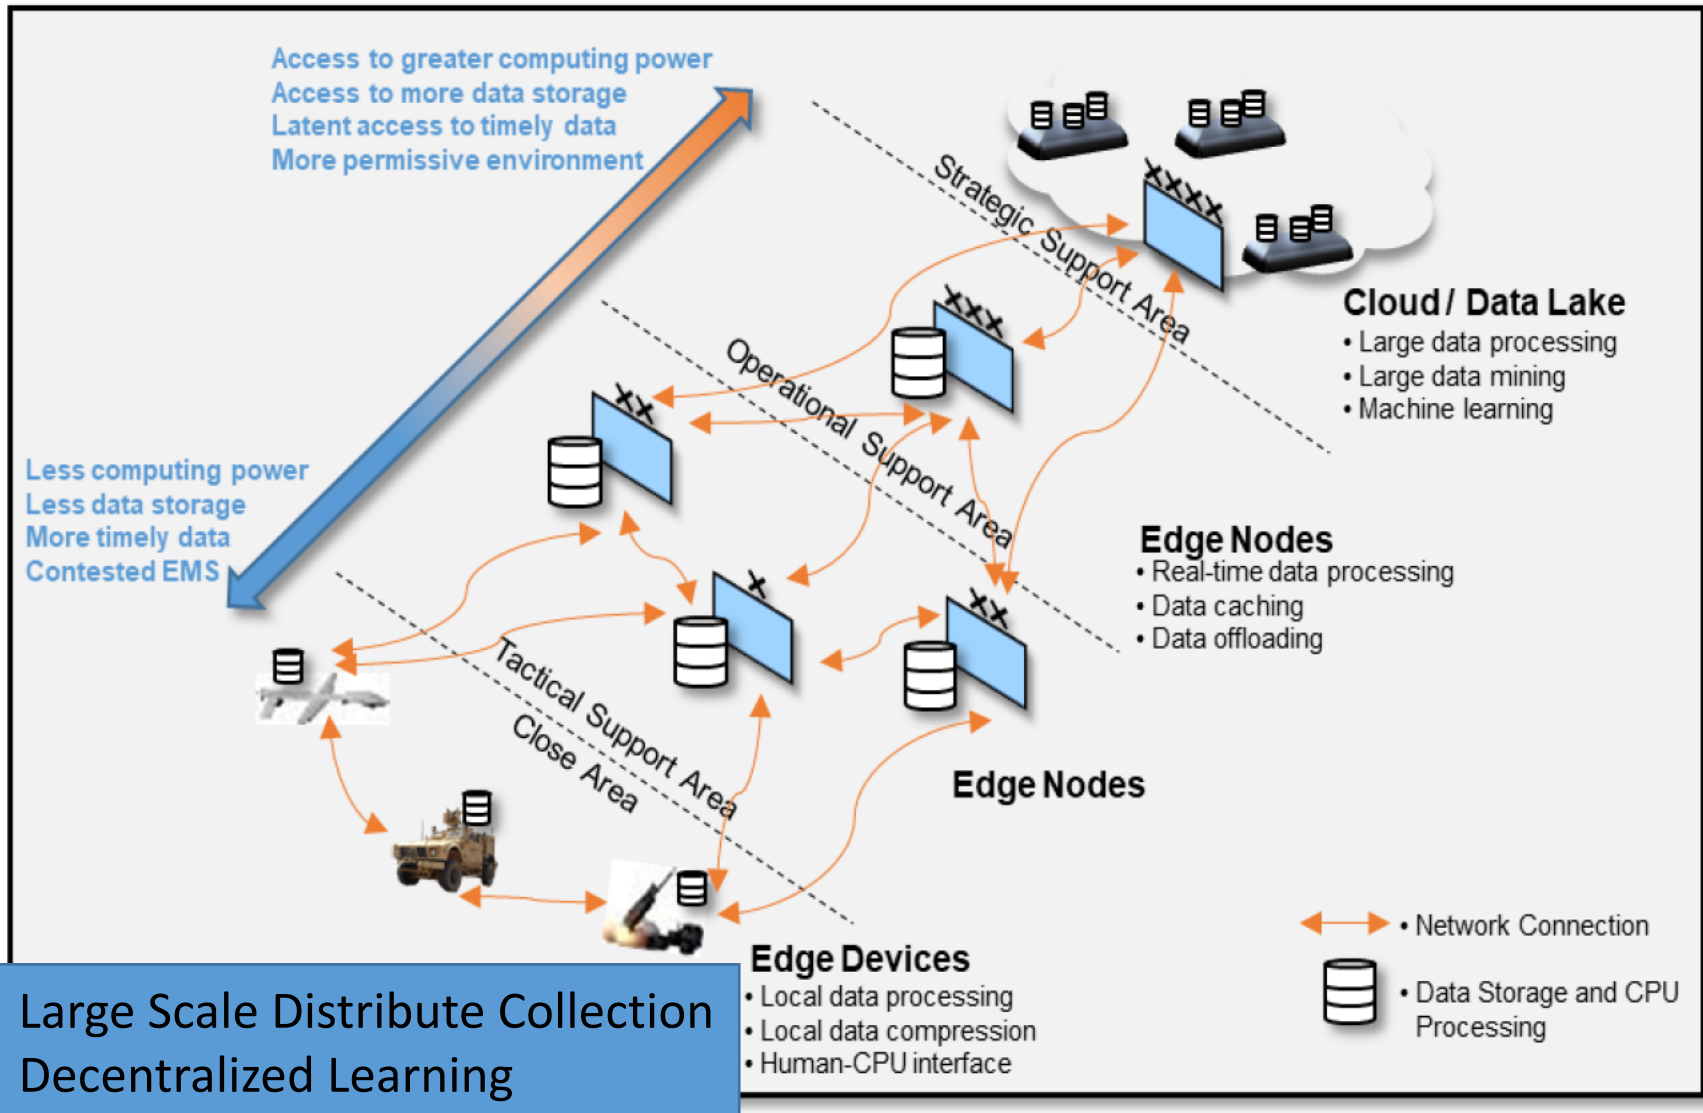 Access to greater computing power
Access to more data storage
Latent access to timely data
More permissive environment
Less computing power
Less data storage
More timely data
Contested EMS
Strategic Support Area
Operational Support Area
Tactical Support Area
Close Area
XXXX
XXX
XX
X
XX
Cloud / Data Lake
• Large data processing
• Large data mining
• Machine learning
Edge Nodes
• Real-time data processing
• Data caching
• Data offloading
Edge Nodes
Edge Devices
• Local data processing
• Local data compression
• Human-CPU interface
• Network Connection
• Data Storage and CPU
Processing
Large Scale Distribute Collection
Decentralized Learning